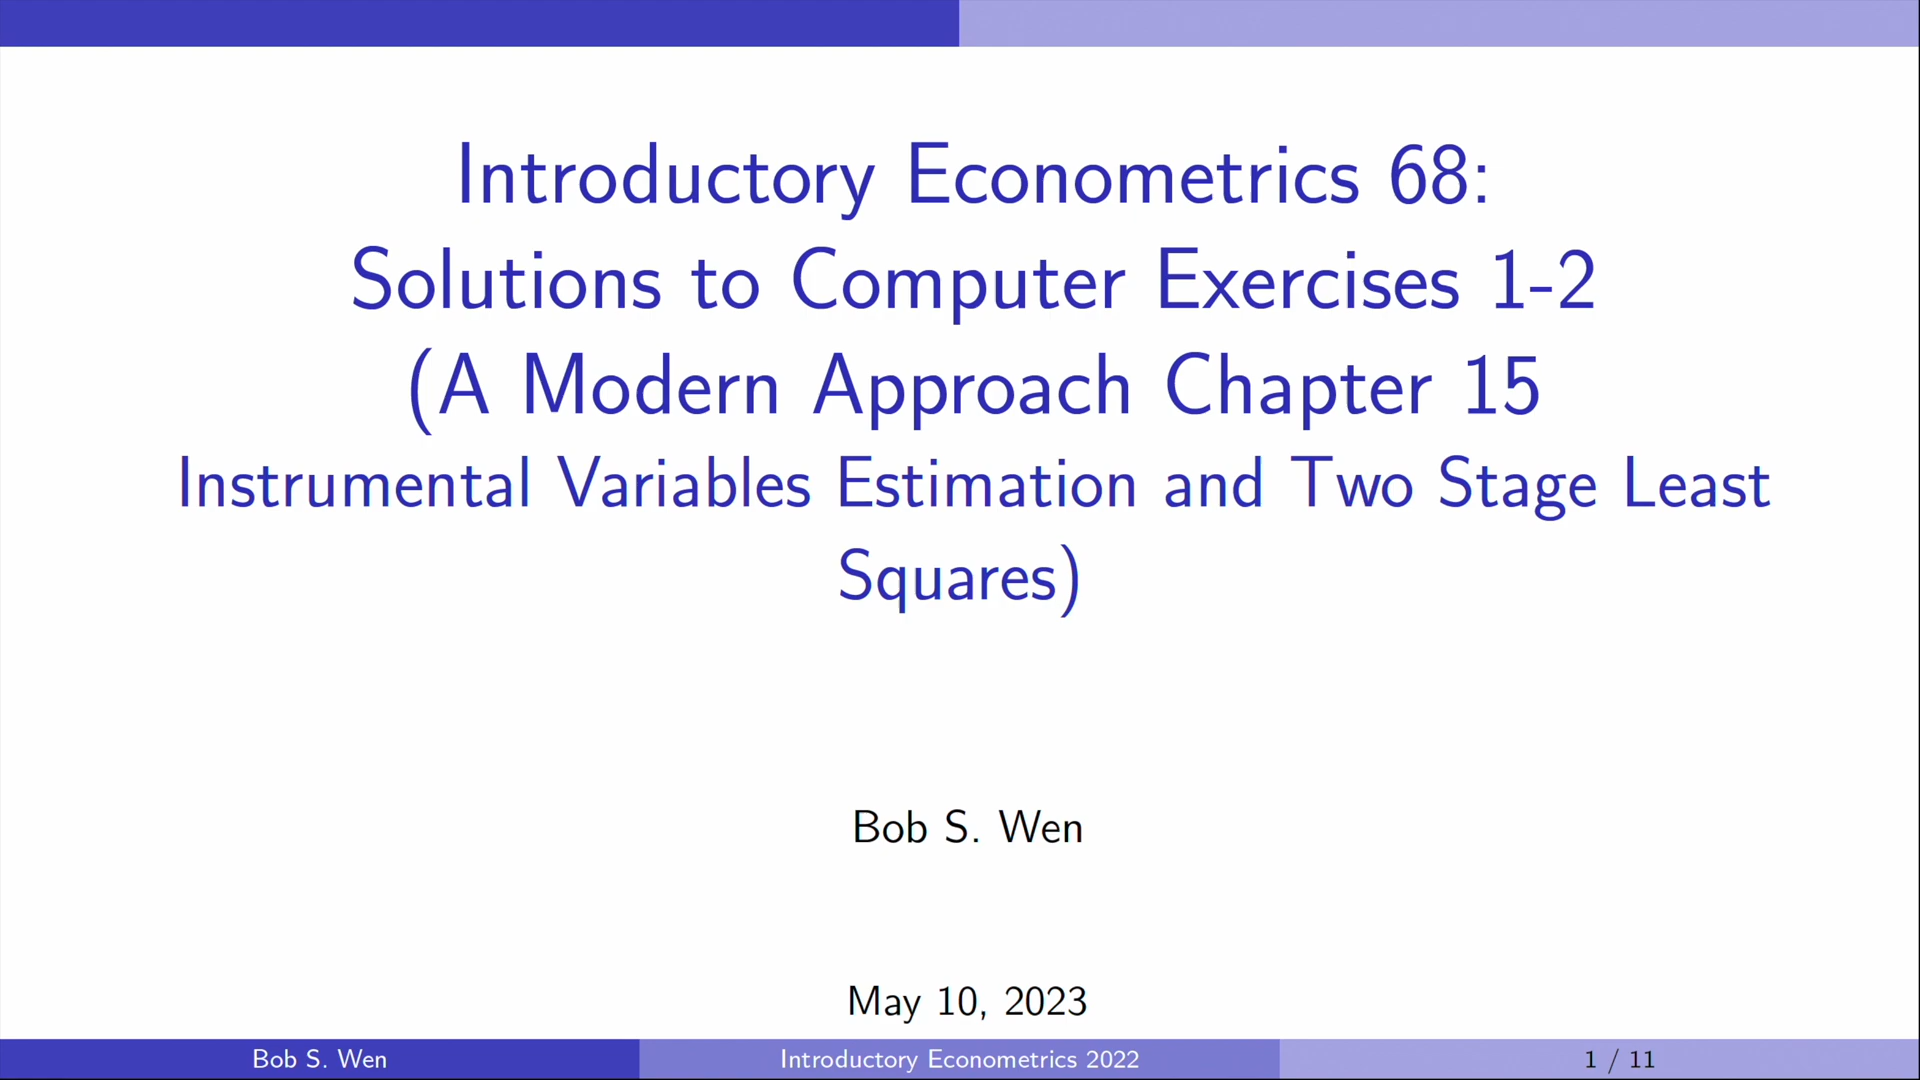 Introductory Econometrics 68:
Solutions to Computer Exercises 1-2
(A Modern Approach Chapter 15
Instrumental Variables Estimation and Two Stage Least
Squares)
Bob S. Wen
May 10, 2023
Bob S. Wen
Introductory Econometrics 2022
1 / 11